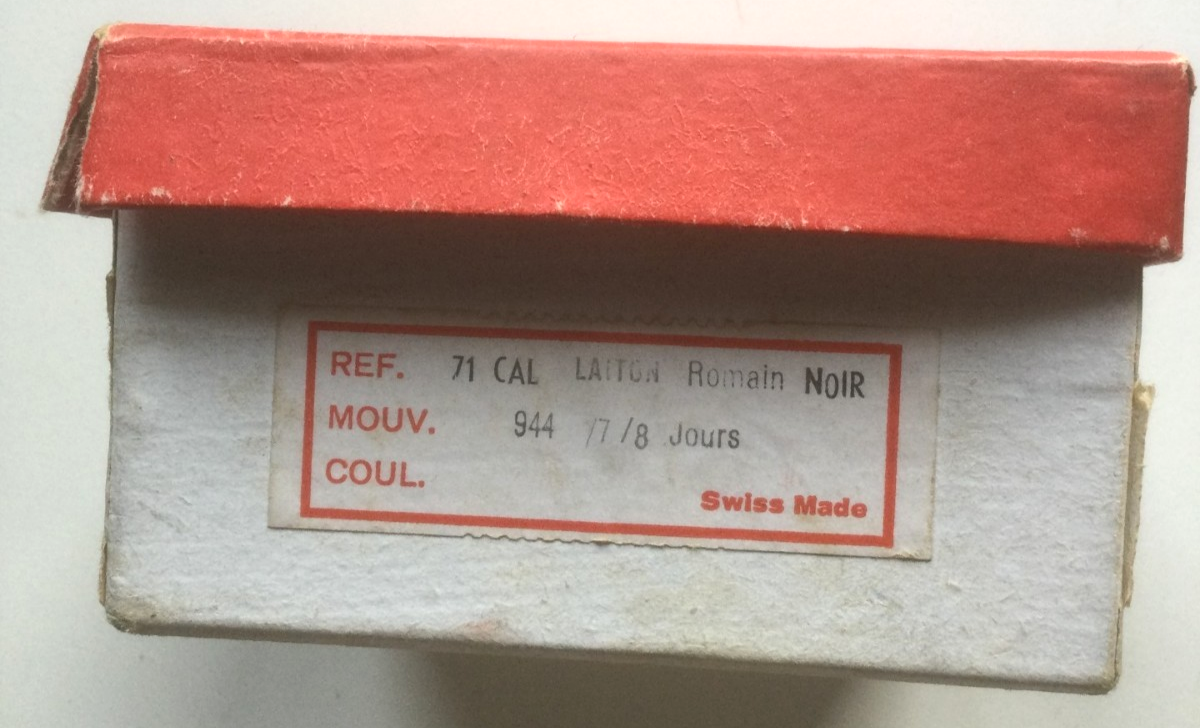 REF. 71 CAL LAITON Romain NOIR
MOUV. 944 /7/8 Jours
COUL.
Swiss Made